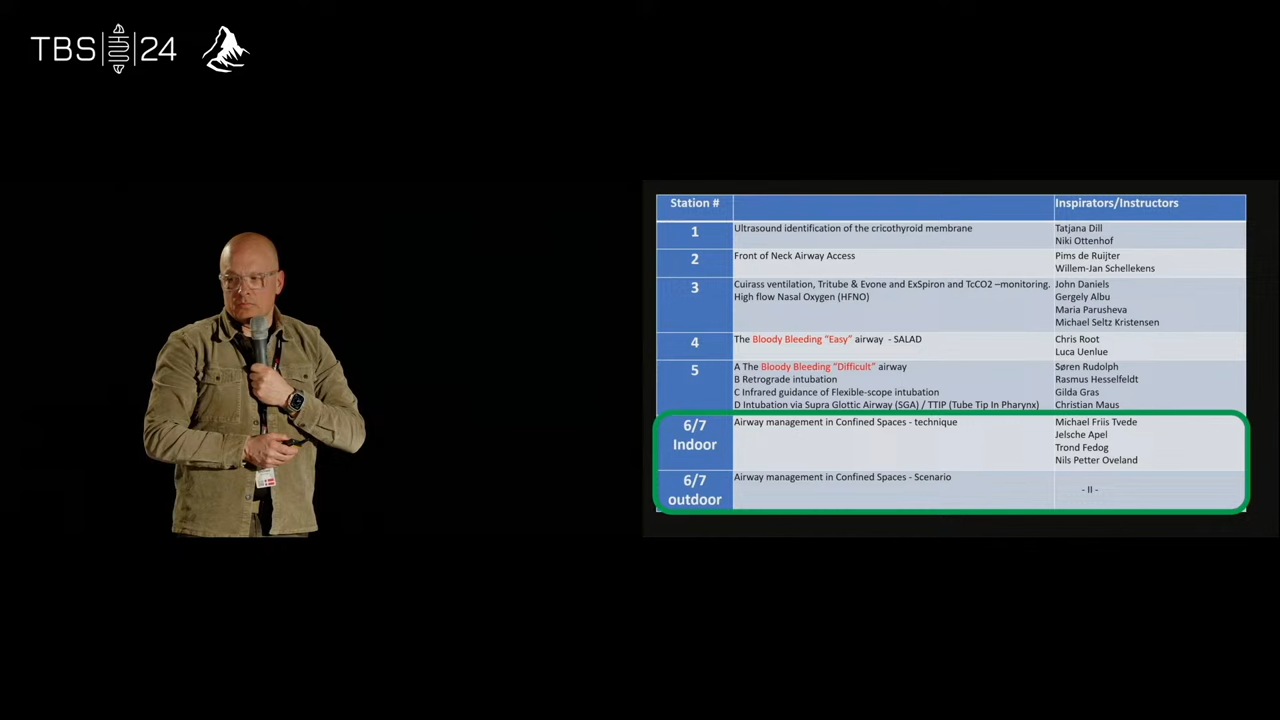 TBS 24
Station #
Inspirators/Instructors
1
Ultrasound identification of the cricothyroid membrane
Tatjana Dill
Niki Ottenhof
2
Front of Neck Airway Access
Pims de Ruijter
Willem-Jan Schellekens
3
Cuirass ventilation, Tritube & Evone and ExSpiron and TcCO2 –monitoring.
High flow Nasal Oxygen (HFNO)
John Daniels
Gergely Albu
Maria Parusheva
Michael Seltz Kristensen
4
The Bloody Bleeding “Easy” airway - SALAD
Chris Root
Luca Uenlue
5
A The Bloody Bleeding “Difficult” airway
B Retrograde intubation
C Infrared guidance of Flexible-scope intubation
D Intubation via Supra Glottic Airway (SGA) / TTIP (Tube Tip In Pharynx)
Søren Rudolph
Rasmus Hesselfeldt
Gilda Gras
Christian Maus
6/7
Indoor
Airway management in Confined Spaces - technique
Michael Friis Tvede
Jelsche Apel
Trond Fedog
Nils Petter Oveland
6/7
outdoor
Airway management in Confined Spaces - Scenario
- II -